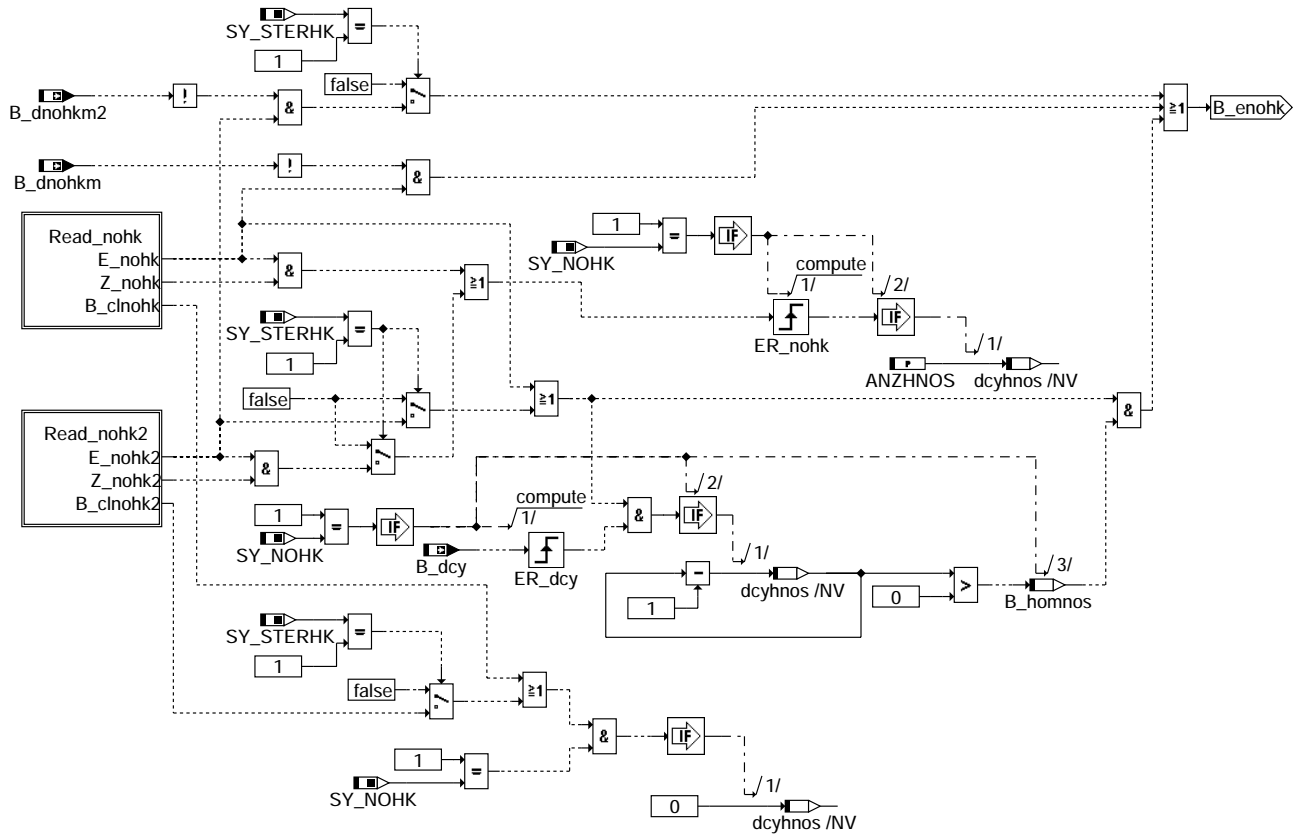 SY_STERHK
=
1
false
B_dnohkm2
!
&
≥1
B_enohk
B_dnohkm
!
&
Read_nohk
E_nohk
Z_nohk
B_clnohk
&
≥1
1
=
IF
SY_NOHK
compute
1/
/2/
ER_nohk
IF
/1/
ANZHNOS
P
dcyhnos /NV
SY_STERHK
=
1
false
≥1
&
Read_nohk2
E_nohk2
Z_nohk2
B_clnohk2
&
1
=
IF
SY_NOHK
compute
1/
B_dcy
ER_dcy
&
/2/
IF
/1/
-
1
dcyhnos /NV
0
>
/3/
B_homnos
SY_STERHK
=
1
false
≥1
&
IF
1
=
SY_NOHK
/1/
0
dcyhnos /NV